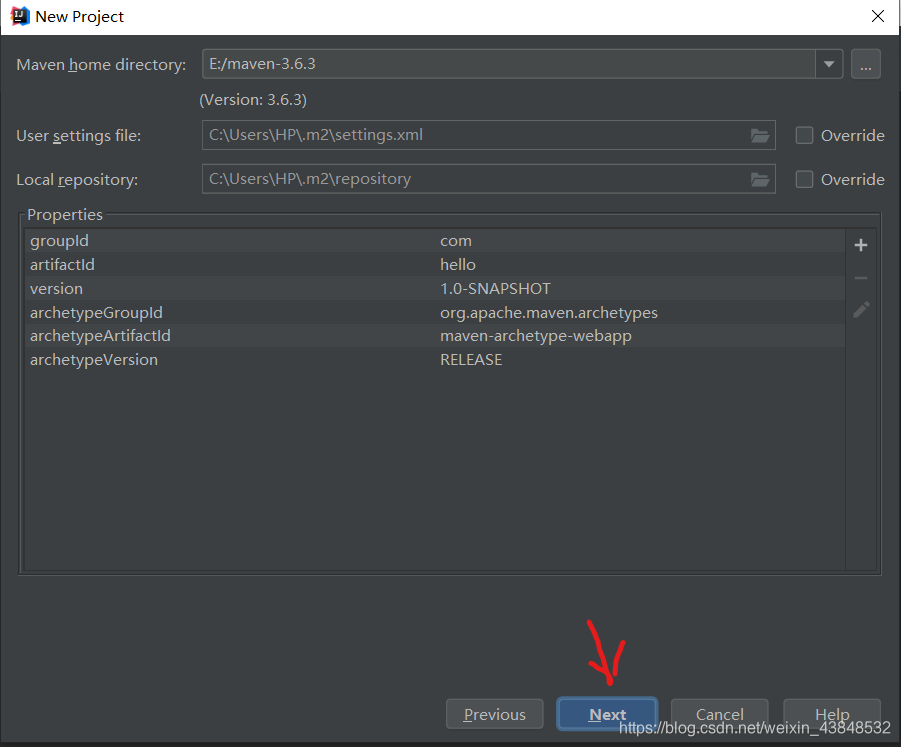 New Project
Maven home directory: E:/maven-3.6.3 ...
(Version: 3.6.3)
User settings file: C:\Users\HP\.m2\settings.xml Override
Local repository: C:\Users\HP\.m2\repository Override
Properties
groupId com
artifactId hello
version 1.0-SNAPSHOT
archetypeGroupId org.apache.maven.archetypes
archetypeArtifactId maven-archetype-webapp
archetypeVersion RELEASE
Previous Next Cancel Help
https://blog.csdn.net/weixin_43848532